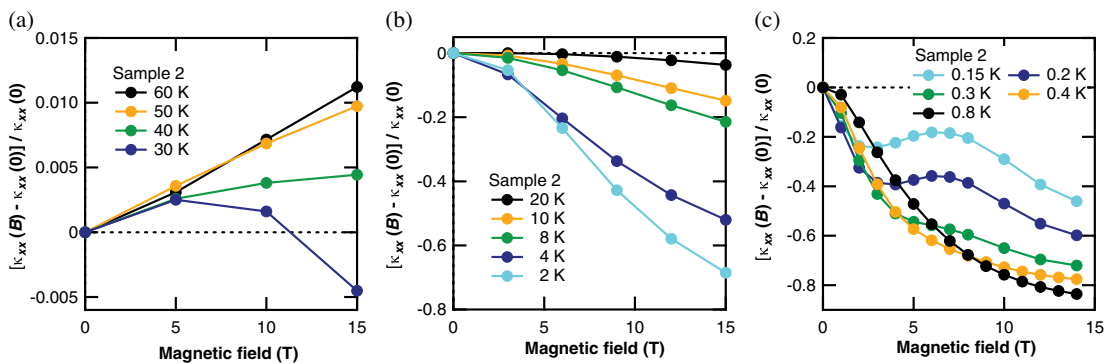 (a)
[κxx(B) - κxx(0)] / κxx(0)
0.015
0.010
0.005
0
-0.005
Sample 2
60 K
50 K
40 K
30 K
0 5 10 15
Magnetic field (T)
(b)
[κxx(B) - κxx(0)] / κxx(0)
0
-0.2
-0.4
-0.6
-0.8
Sample 2
20 K
10 K
8 K
4 K
2 K
0 5 10 15
Magnetic field (T)
(c)
[κxx(B) - κxx(0)] / κxx(0)
0.2
0
-0.2
-0.4
-0.6
-0.8
Sample 2
0.15 K 0.2 K
0.3 K 0.4 K
0.8 K
0 5 10 15
Magnetic field (T)